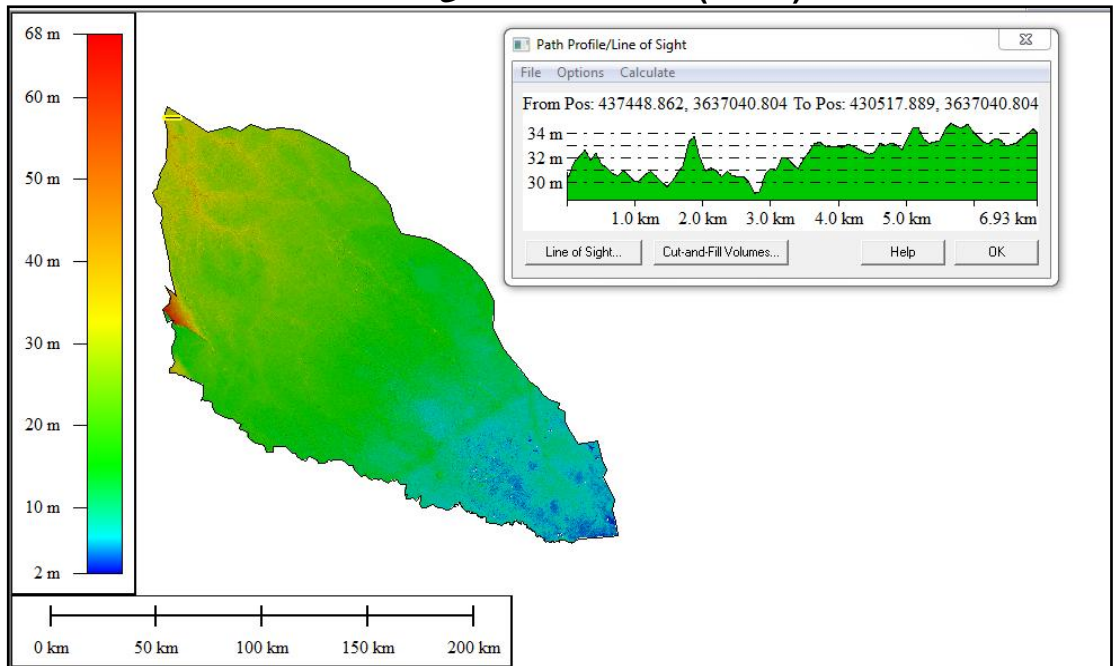 68 m
60 m
50 m
40 m
30 m
20 m
10 m
2 m
0 km 50 km 100 km 150 km 200 km
Path Profile/Line of Sight
File Options Calculate
From Pos: 437448.862, 3637040.804 To Pos: 430517.889, 3637040.804
34 m
32 m
30 m
1.0 km 2.0 km 3.0 km 4.0 km 5.0 km 6.93 km
Line of Sight... Cut-and-Fill Volumes... Help OK